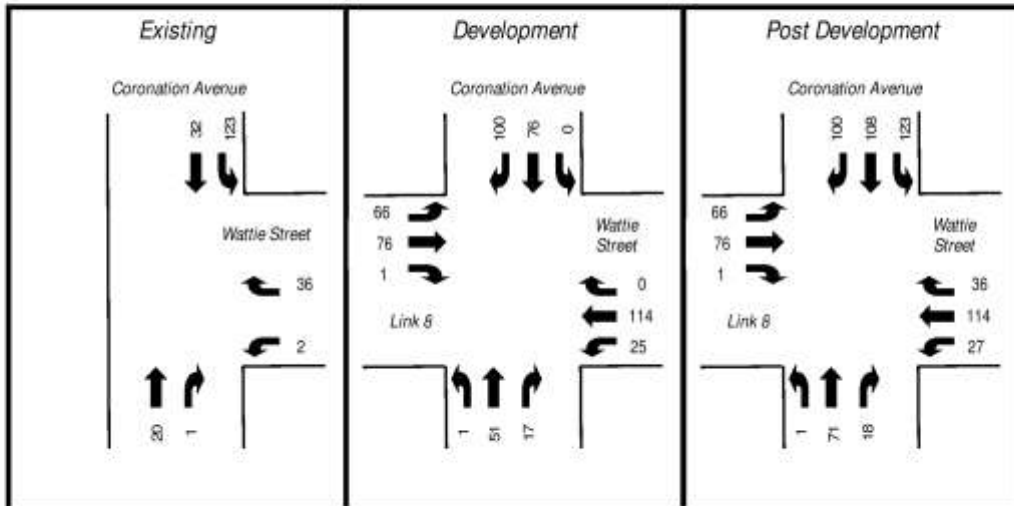 Existing
Coronation Avenue
32 123
Wattie Street
36
2
20 1
Development
Coronation Avenue
100 76 0
66
76
1
Link 8
Wattie
Street
0
114
25
1 51 17
Post Development
Coronation Avenue
100 108 123
66
76
1
Link 8
Wattie
Street
36
114
27
1 71 18